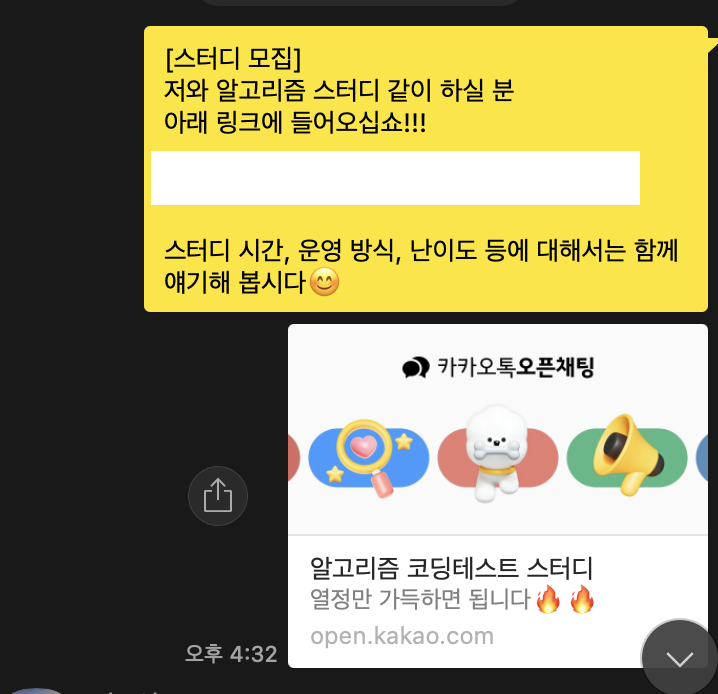 [스터디 모집]
저와 알고리즘 스터디 같이 하실 분
아래 링크에 들어오십쇼!!!
스터디 시간, 운영 방식, 난이도 등에 대해서는 함께
얘기해 봅시다😊
카카오톡오픈채팅
알고리즘 코딩테스트 스터디
열정만 가득하면 됩니다🔥 🔥
open.kakao.com
오후 4:32